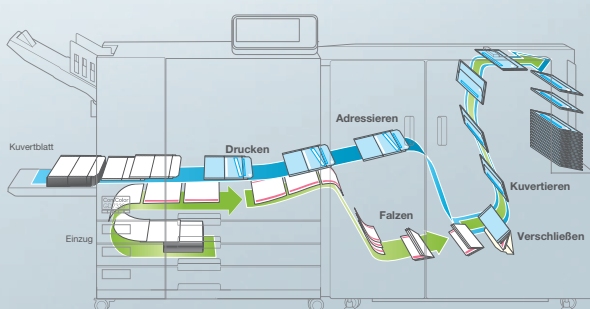 Adressieren
Drucken
Kuvertblatt
Kuvertieren
Falzen
Verschließen
Einzug